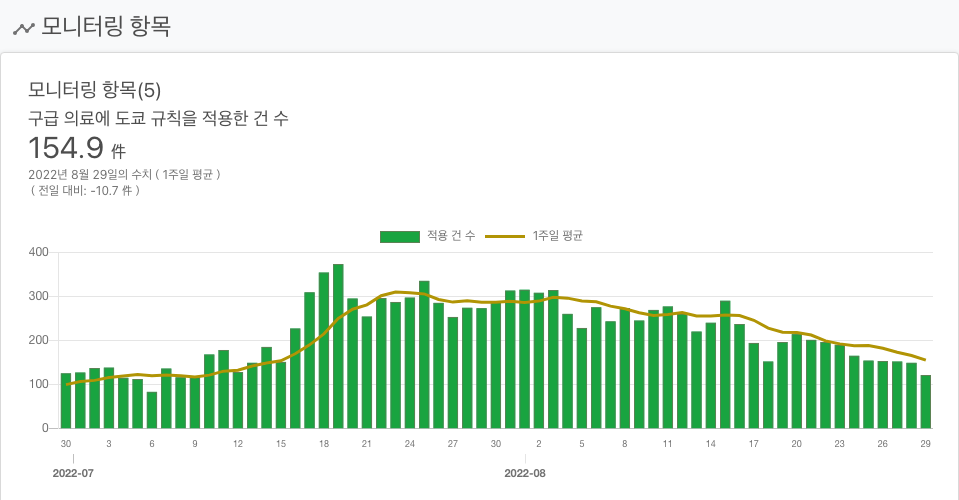 모니터링 항목
모니터링 항목(5)
구급 의료에 도쿄 규칙을 적용한 건 수
154.9 件
2022년 8월 29일의 수치 ( 1주일 평균 )
( 전일 대비: -10.7 件 )
적용 건 수 1주일 평균
400
300
200
100
0
30 3 6 9 12 15 18 21 24 27 30 2 5 8 11 14 17 20 23 26 29
2022-07 2022-08